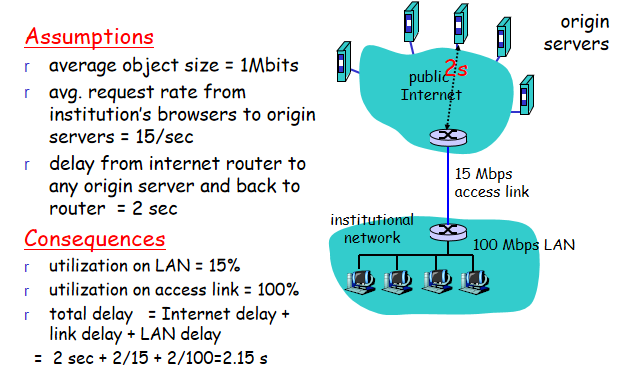 Assumptions
r average object size = 1Mbits
r avg. request rate from
institution's browsers to origin
servers = 15/sec
r delay from internet router to
any origin server and back to
router = 2 sec
Consequences
r utilization on LAN = 15%
r utilization on access link = 100%
r total delay = Internet delay +
link delay + LAN delay
= 2 sec + 2/15 + 2/100=2.15 s
origin
servers
2s
public
Internet
15 Mbps
access link
institutional
network
100 Mbps LAN